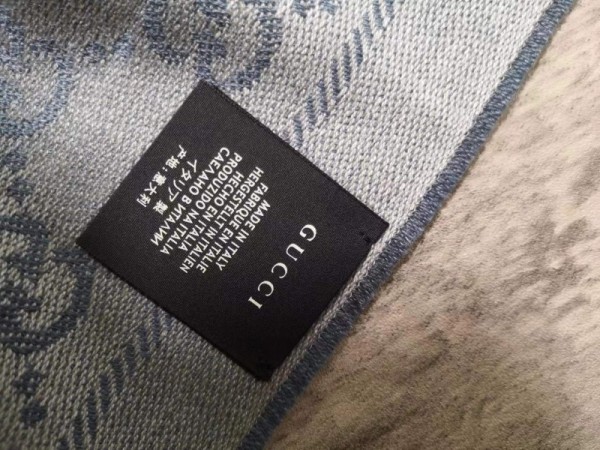 GUCCI
MADE IN ITALY
FABRIQUE EN ITALIE
HERGESTELLT IN ITALIEN
HECHO EN ITALIA
PRODUZIDO NA ITALIA
СДЕЛАНО В ИТАЛИИ
イタリア製
产地:意大利